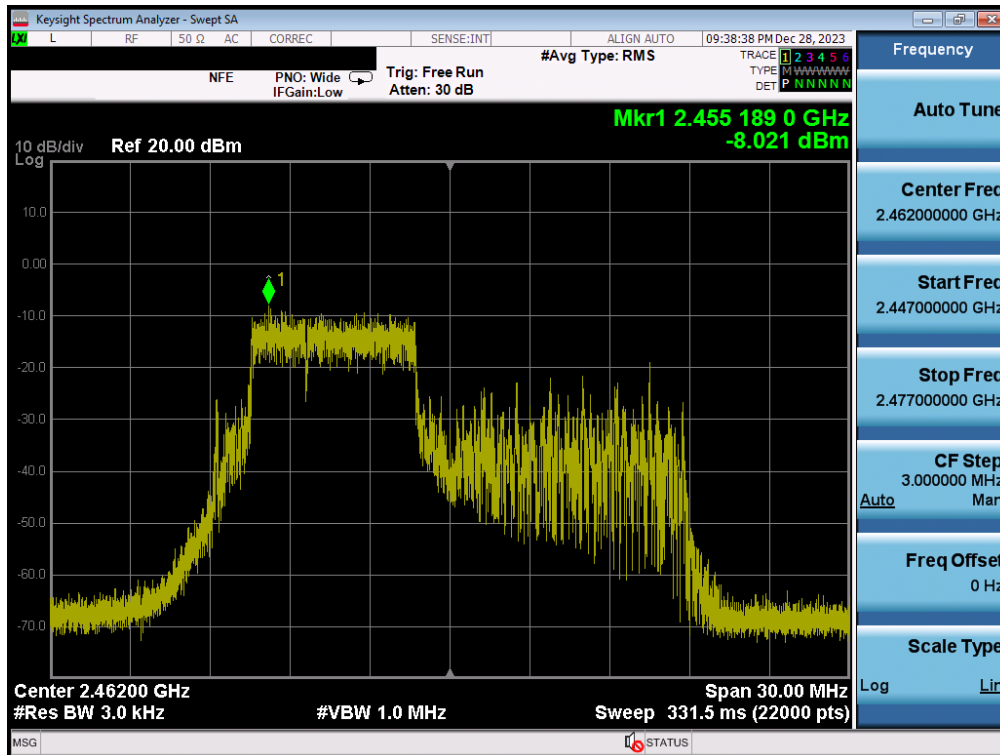 Keysight Spectrum Analyzer - Swept SA
LXI L RF 50 Ω AC CORREC SENSE:INT ALIGN AUTO 09:38:38 PM Dec 28, 2023
NFE PNO: Wide Trig: Free Run #Avg Type: RMS TRACE 1 2 3 4 5 6
IFGain:Low Atten: 30 dB TYPE M WWWWW
DET P N N N N N
Mkr1 2.455 189 0 GHz
-8.021 dBm
10 dB/div Ref 20.00 dBm
Log
1
10.0
0.00
-10.0
-20.0
-30.0
-40.0
-50.0
-60.0
-70.0
Center 2.46200 GHz Span 30.00 MHz
#Res BW 3.0 kHz #VBW 1.0 MHz Sweep 331.5 ms (22000 pts)
MSG STATUS
Frequency
Auto Tune
Center Freq
2.462000000 GHz
Start Freq
2.447000000 GHz
Stop Freq
2.477000000 GHz
CF Step
3.000000 MHz
Auto Man
Freq Offset
0 Hz
Scale Type
Log Lin